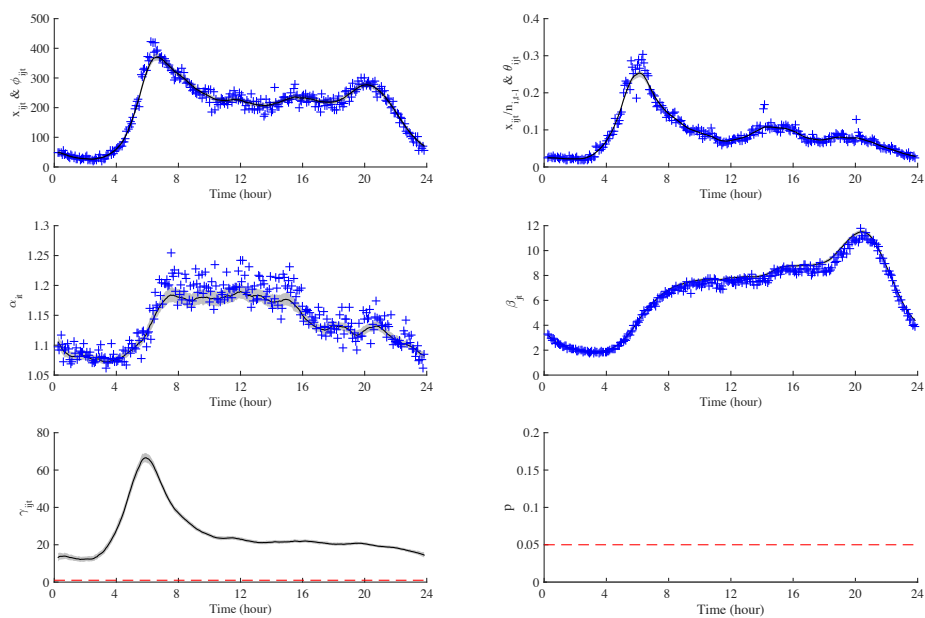 500
400
300
200
100
0
x_ijt & ϕ_ijt
0 4 8 12 16 20 24
Time (hour)
0.4
0.3
0.2
0.1
0
x_ijt/n_i,t-1 & θ_ijt
0 4 8 12 16 20 24
Time (hour)
1.3
1.25
1.2
1.15
1.1
1.05
α_it
0 4 8 12 16 20 24
Time (hour)
12
10
8
6
4
2
0
β_jt
0 4 8 12 16 20 24
Time (hour)
80
60
40
20
0
γ_ijt
0 4 8 12 16 20 24
Time (hour)
0.2
0.15
0.1
0.05
0
p
0 4 8 12 16 20 24
Time (hour)